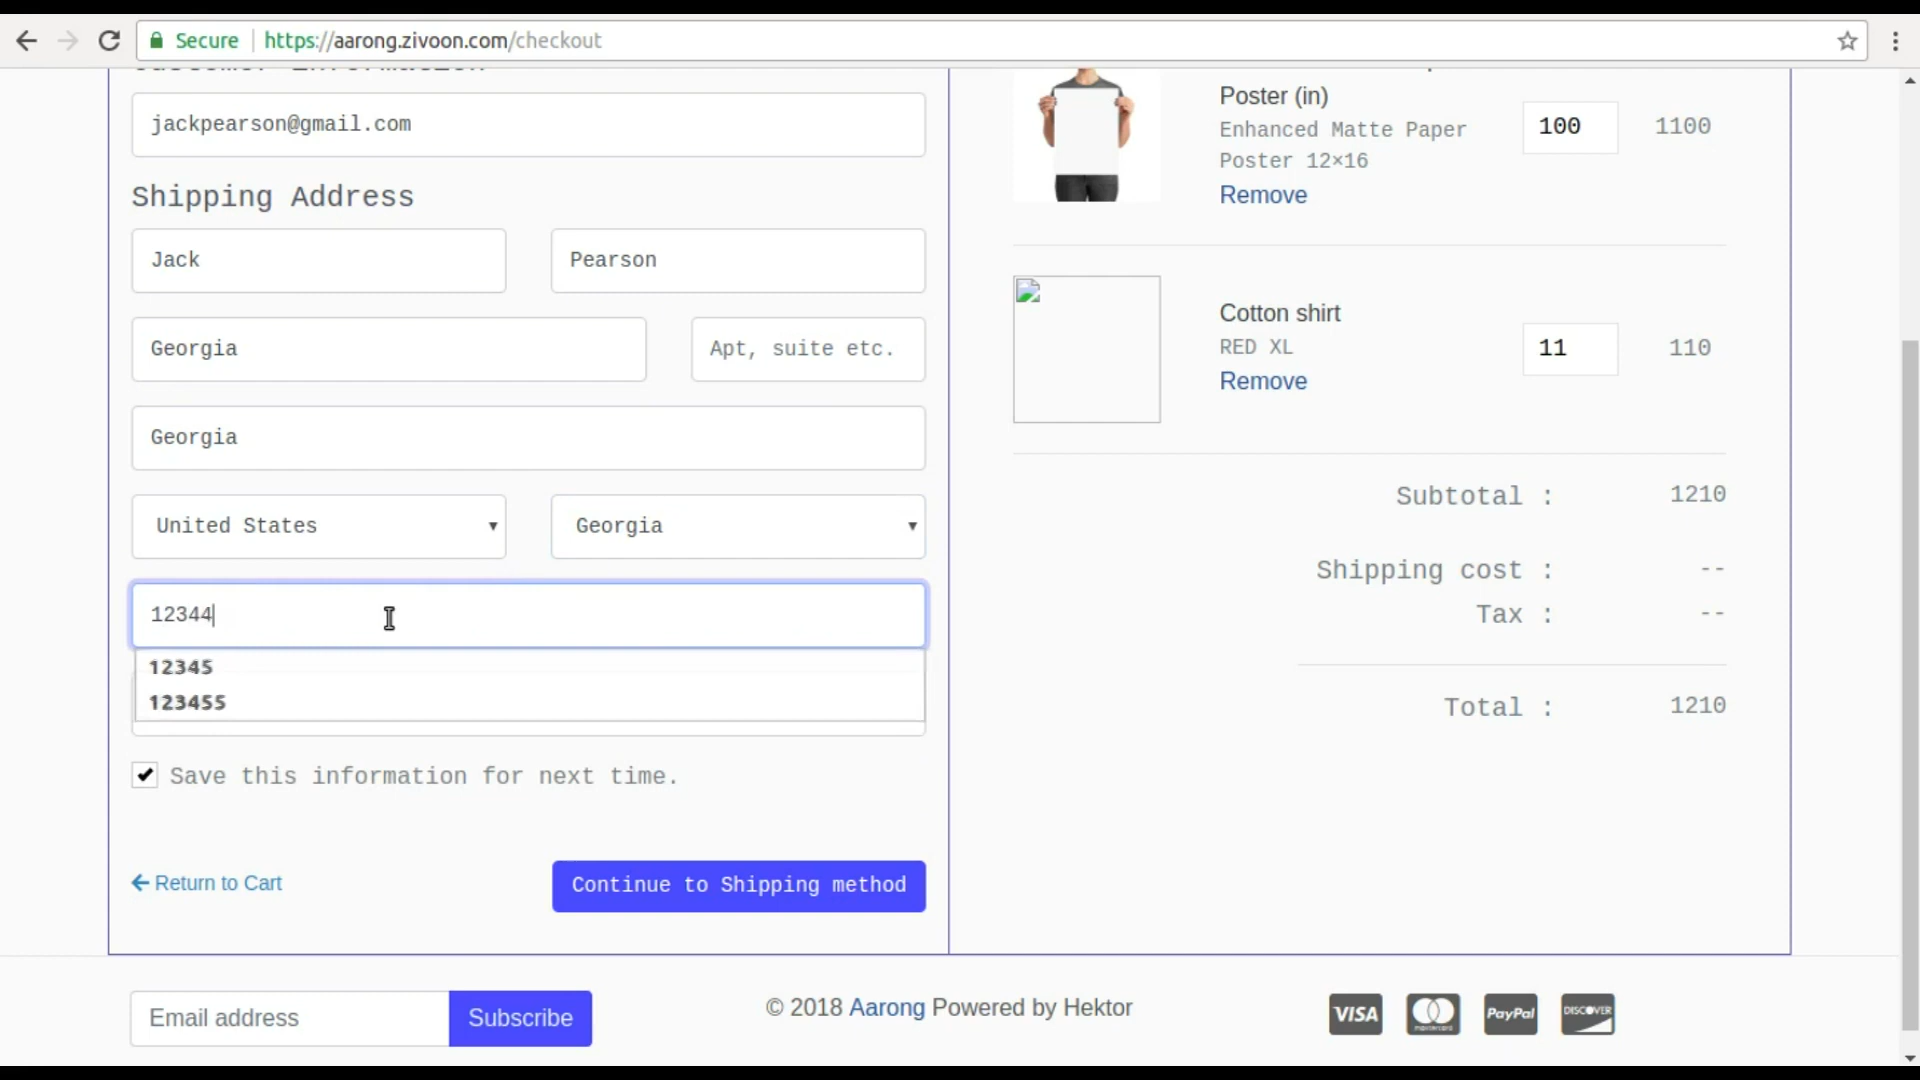 Secure
https://aarong.zivoon.com/checkout
Customer Information
jackpearson@gmail.com
Shipping Address
Jack
Pearson
Georgia
Apt, suite etc.
Georgia
United States
Georgia
12344
12345
123455
Save this information for next time.
Return to Cart
Continue to Shipping method
Poster (in)
Enhanced Matte Paper
Poster 12×16
Remove
100
1100
Cotton shirt
RED XL
Remove
11
110
Subtotal :
1210
Shipping cost :
--
Tax :
--
Total :
1210
Email address
Subscribe
© 2018 Aarong Powered by Hektor
VISA
mastercard
PayPal
DISCOVER